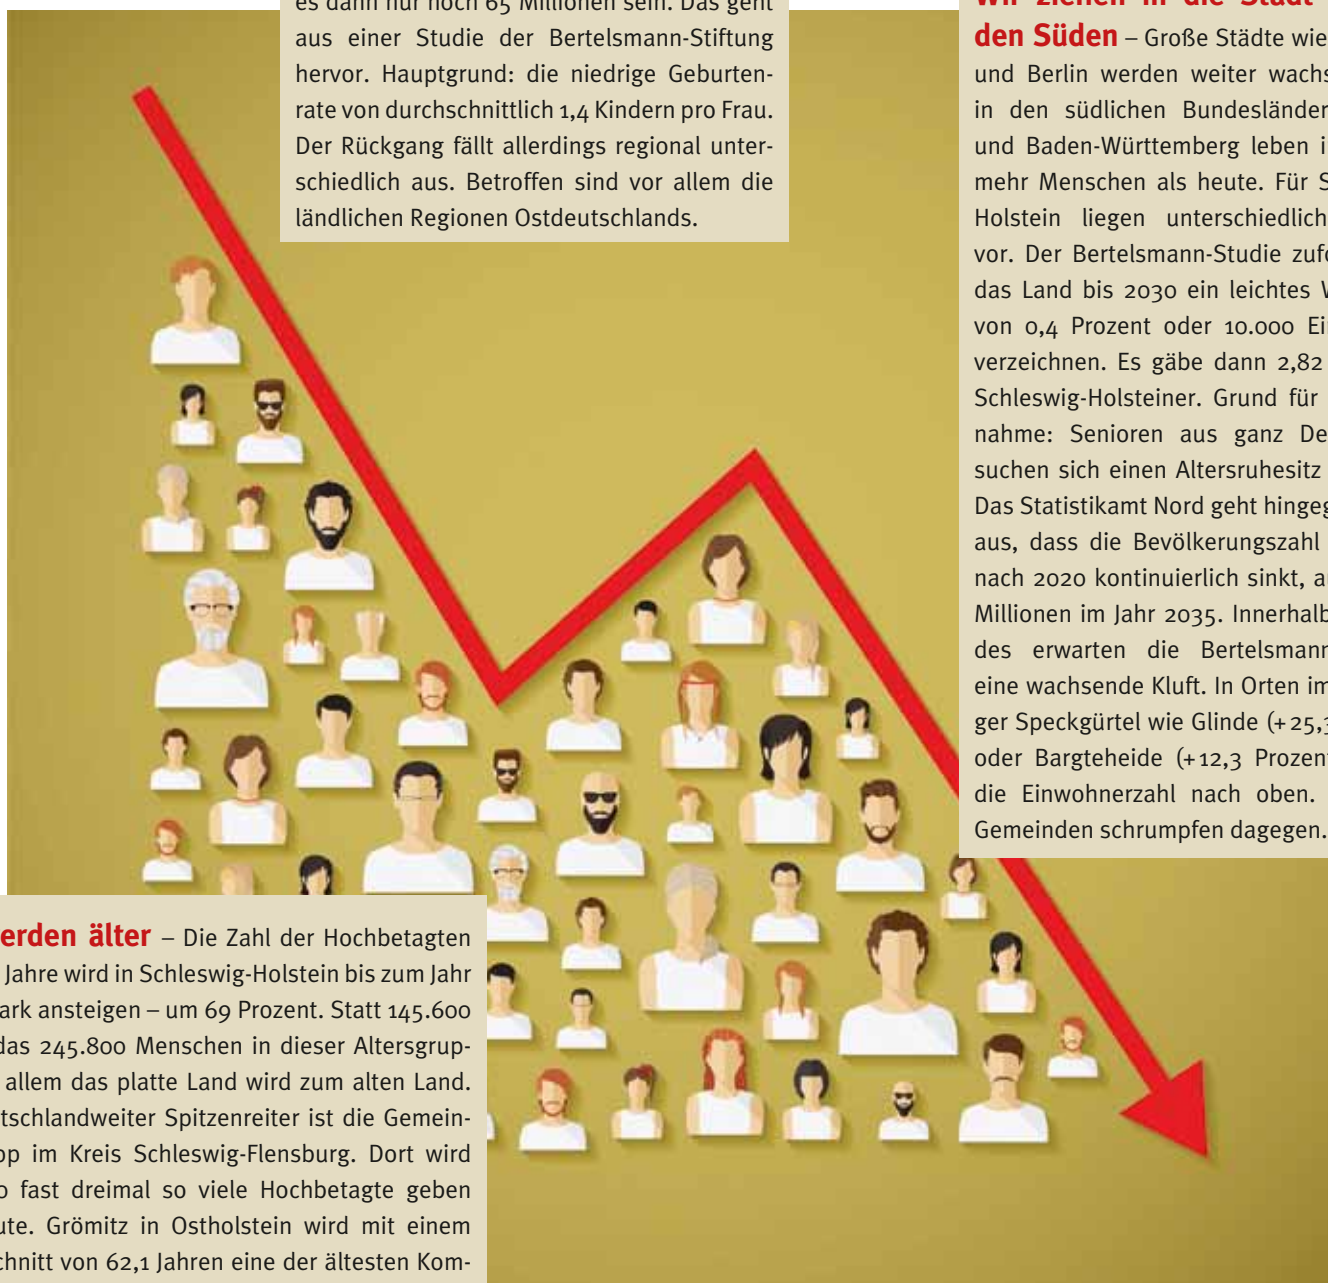 es dann nur noch 65 Millionen sein. Das geht
aus einer Studie der Bertelsmann-Stiftung
hervor. Hauptgrund: die niedrige Geburten-
rate von durchschnittlich 1,4 Kindern pro Frau.
Der Rückgang fällt allerdings regional unter-
schiedlich aus. Betroffen sind vor allem die
ländlichen Regionen Ostdeutschlands.
Wir ziehen in die Stadt
den Süden – Große Städte wie
und Berlin werden weiter wachs
in den südlichen Bundesländer
und Baden-Württemberg leben i
mehr Menschen als heute. Für S
Holstein liegen unterschiedlich
vor. Der Bertelsmann-Studie zufo
das Land bis 2030 ein leichtes W
von 0,4 Prozent oder 10.000 Ei
verzeichnen. Es gäbe dann 2,82
Schleswig-Holsteiner. Grund für
nahme: Senioren aus ganz De
suchen sich einen Altersruhesitz
Das Statistikamt Nord geht hingeg
aus, dass die Bevölkerungszahl
nach 2020 kontinuierlich sinkt, a
Millionen im Jahr 2035. Innerhalb
des erwarten die Bertelsmann
eine wachsende Kluft. In Orten im
ger Speckgürtel wie Glinde (+ 25,3
oder Bargteheide (+ 12,3 Prozent
die Einwohnerzahl nach oben.
Gemeinden schrumpfen dagegen.
erden älter – Die Zahl der Hochbetagten
Jahre wird in Schleswig-Holstein bis zum Jahr
ark ansteigen – um 69 Prozent. Statt 145.600
das 245.800 Menschen in dieser Altersgrup-
allem das platte Land wird zum alten Land.
tschlandweiter Spitzenreiter ist die Gemein-
pp im Kreis Schleswig-Flensburg. Dort wird
o fast dreimal so viele Hochbetagte geben
ute. Grömitz in Ostholstein wird mit einem
chnitt von 62,1 Jahren eine der ältesten Kom-